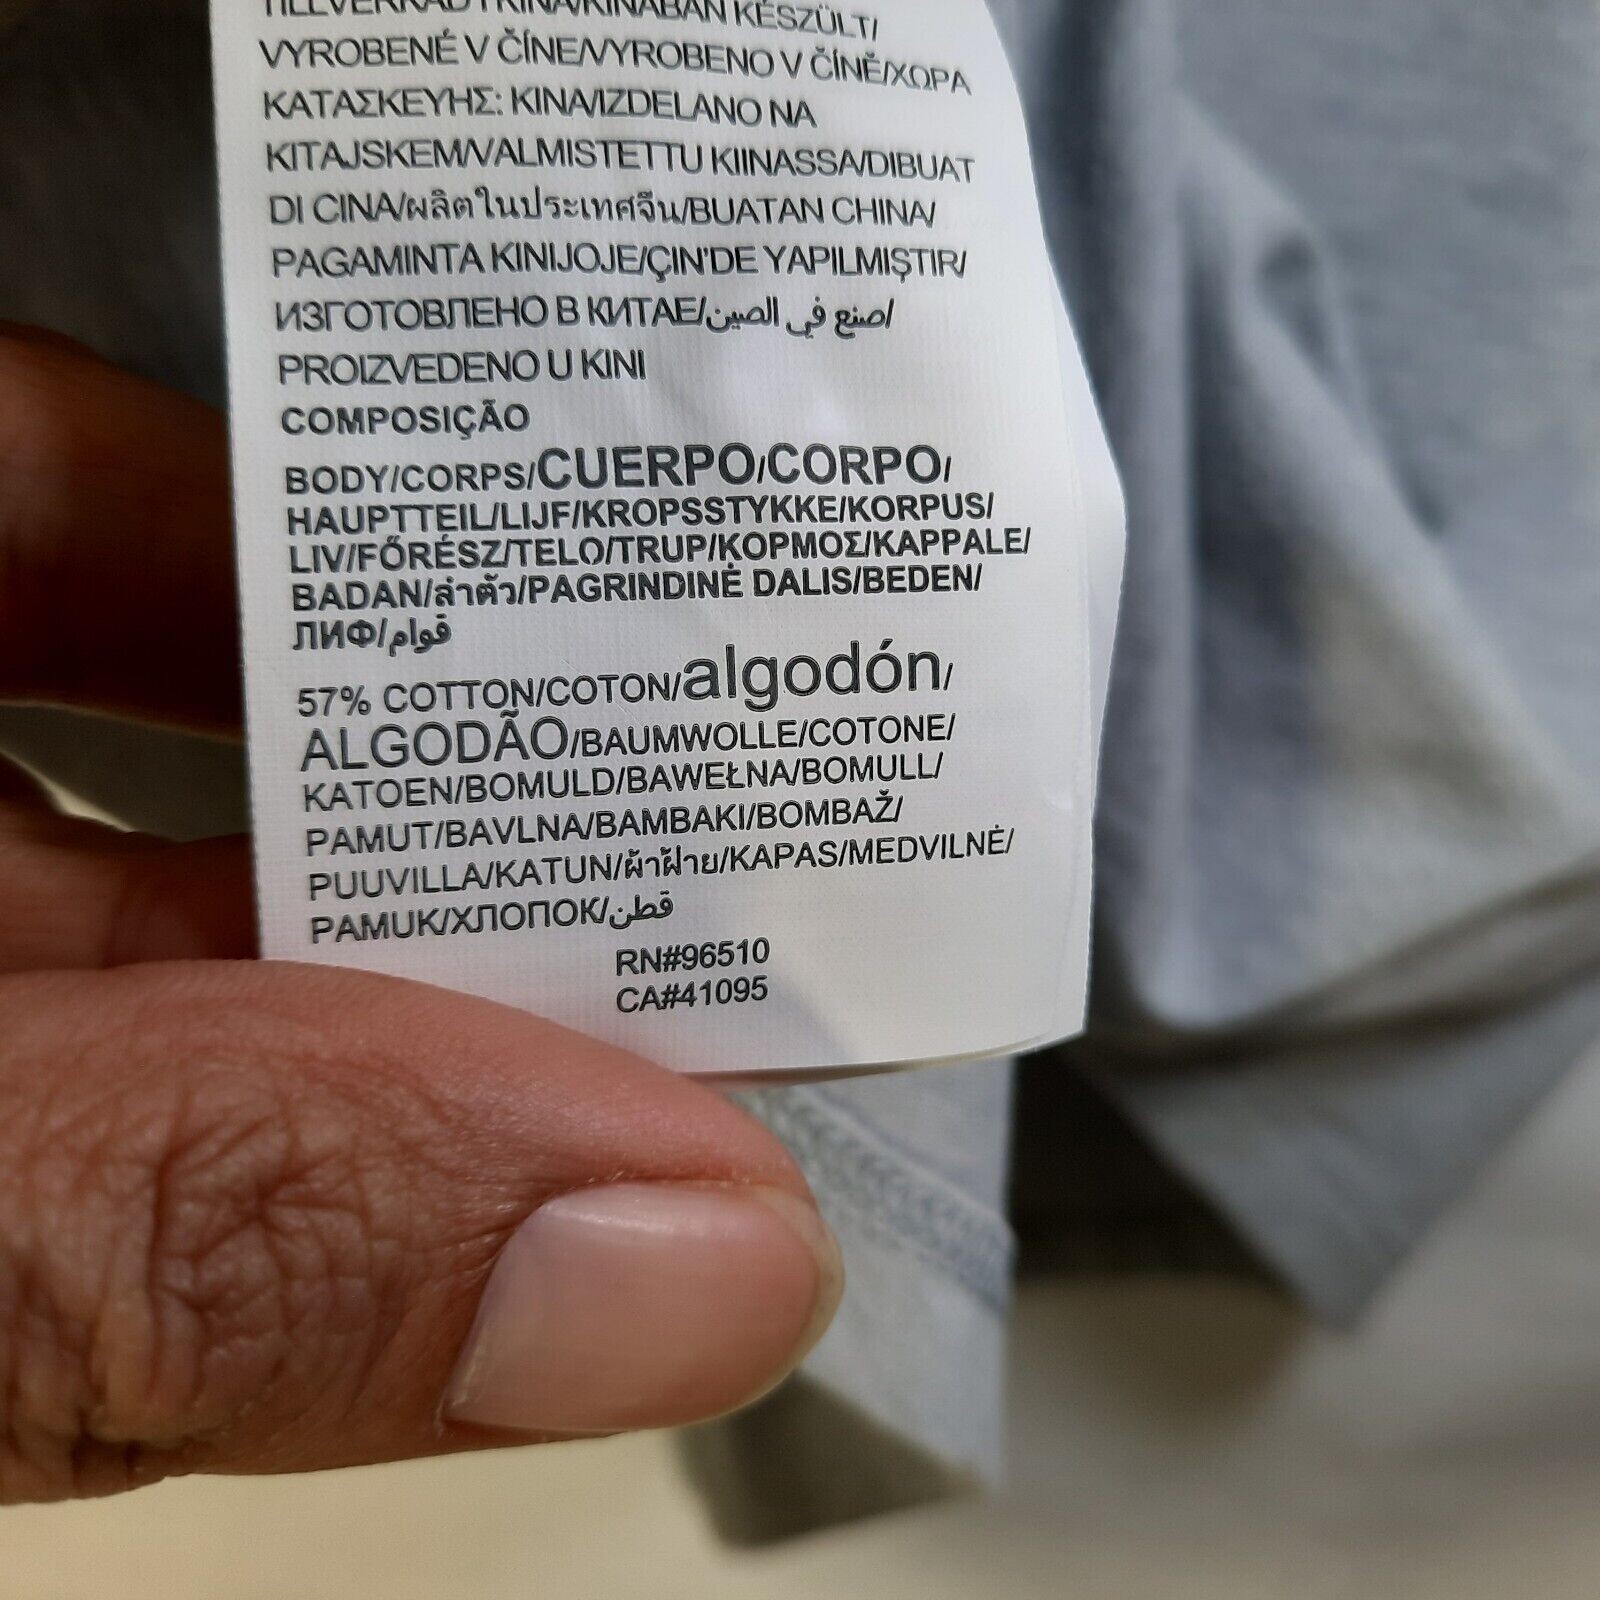 TILLVERKAD I KINA/KÍNÁBAN KÉSZÜLT/
VYROBENÉ V ČÍNE/VYROBENO V ČÍNĚ/ΧΩΡΑ
ΚΑΤΑΣΚΕΥΗΣ: ΚΙΝΑ/IZDELANO NA
KITAJSKEM/VALMISTETTU KIINASSA/DIBUAT
DI CINA/ผลิตในประเทศจีน/BUATAN CHINA/
PAGAMINTA KINIJOJE/ÇIN'DE YAPILMIŞTIR/
ИЗГОТОВЛЕНО В КИТАЕ/صنع في الصين/
PROIZVEDENO U KINI
COMPOSIÇÃO
BODY/CORPS/CUERPO/CORPO/
HAUPTTEIL/LIJF/KROPSSTYKKE/KORPUS/
LIV/FŐRÉSZ/TELO/TRUP/ΚΟΡΜΟΣ/KAPPALE/
BADAN/ลำตัว/PAGRINDINĖ DALIS/BEDEN/
ЛИФ/قوام
57% COTTON/COTON/algodón/
ALGODÃO/BAUMWOLLE/COTONE/
KATOEN/BOMULD/BAWEŁNA/BOMULL/
PAMUT/BAVLNA/BAMBAKI/BOMBAŽ/
PUUVILLA/KATUN/ผ้าฝ้าย/KAPAS/MEDVILNĖ/
PAMUK/ХЛОПОК/قطن
RN#96510
CA#41095